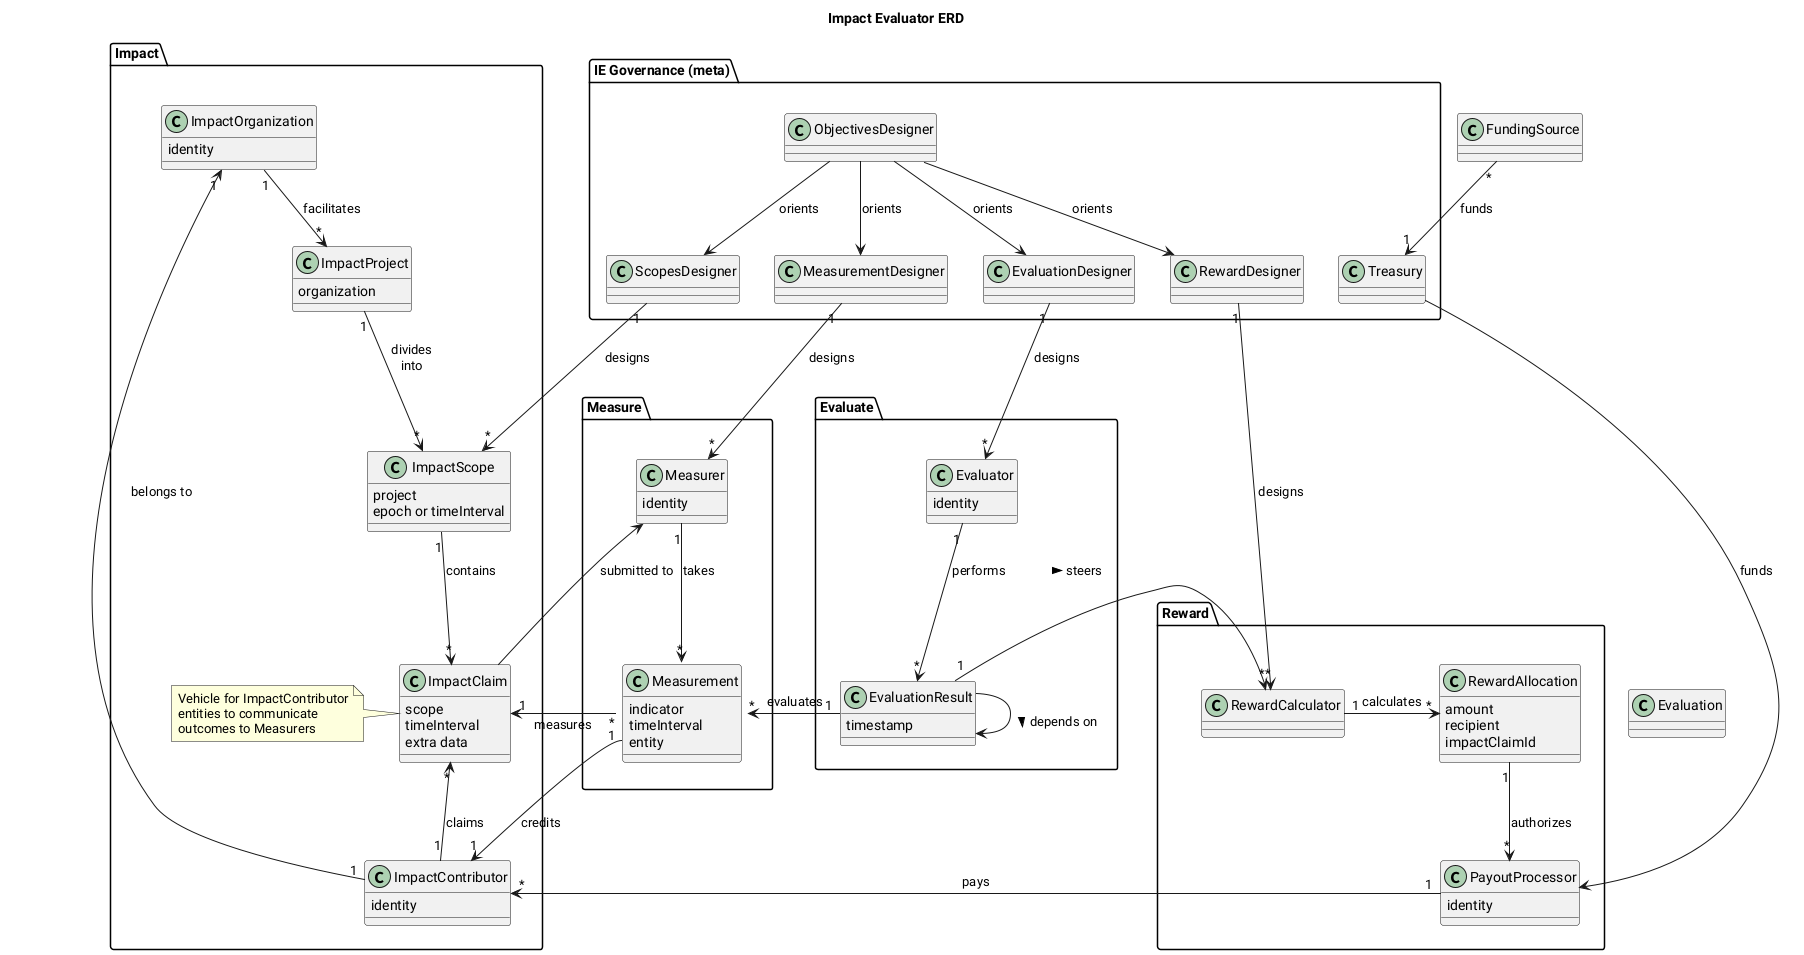 Impact Evaluator ERD
Impact
IE Governance (meta)
C ImpactOrganization
identity
C ObjectivesDesigner
C FundingSource
1
1
facilitates
*
orients
orients
orients
orients
*
funds
1
C ImpactProject
organization
C ScopesDesigner
C MeasurementDesigner
C EvaluationDesigner
C RewardDesigner
C Treasury
1
divides
into
*
1
designs
*
1
designs
*
1
designs
*
1
designs
*
Measure
Evaluate
C ImpactScope
project
epoch or timeInterval
C Measurer
identity
C Evaluator
identity
belongs to
1
contains
*
submitted to
1
takes
*
1
performs
*
steers
1
*
funds
Reward
Vehicle for ImpactContributor
entities to communicate
outcomes to Measurers
C ImpactClaim
scope
timeInterval
extra data
1
measures
*
C Measurement
indicator
timeInterval
entity
*
evaluates
1
C EvaluationResult
timestamp
depends on
C RewardCalculator
1
calculates
*
C RewardAllocation
amount
recipient
impactClaimId
C Evaluation
*
claims
1
1
credits
1
1
authorizes
*
1
C ImpactContributor
identity
*
pays
1
C PayoutProcessor
identity